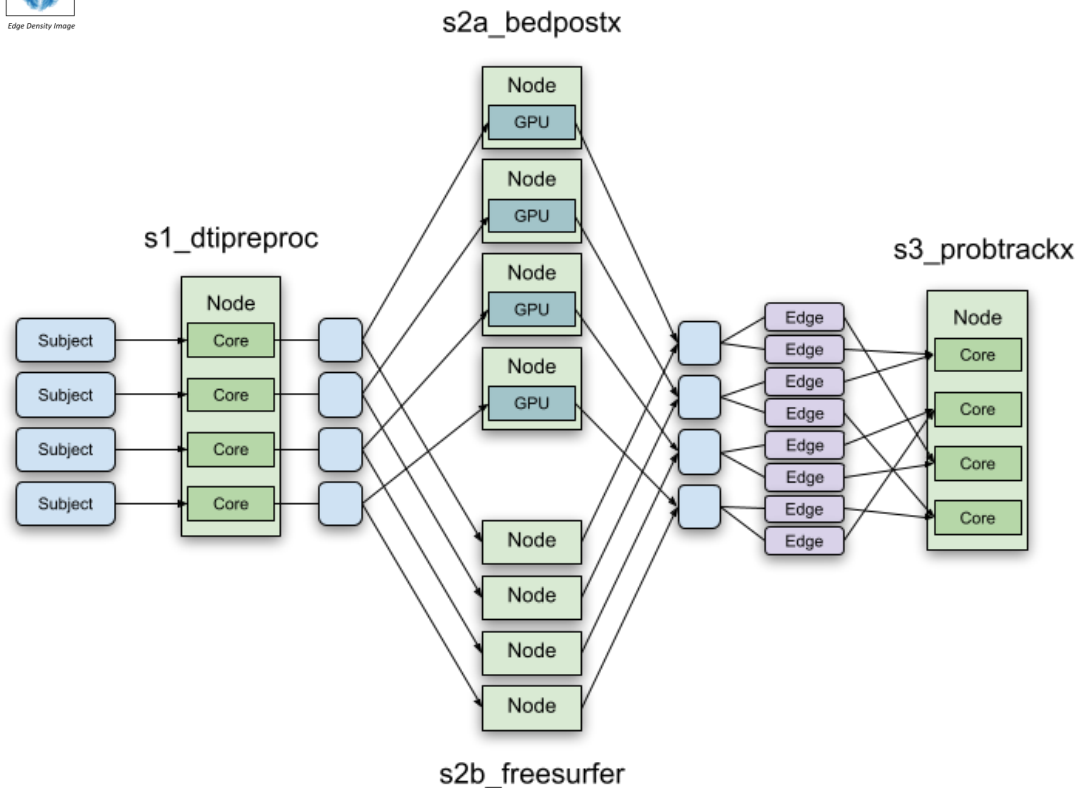 Edge Density Image
s2a_bedpostx
Node
GPU
Node
GPU
Node
GPU
Node
GPU
s1_dtipreproc
Node
Subject
Core
Subject
Core
Subject
Core
Subject
Core
Node
Node
Node
Node
s2b_freesurfer
Edge
Edge
Edge
Edge
Edge
Edge
Edge
Edge
s3_probtrackx
Node
Core
Core
Core
Core